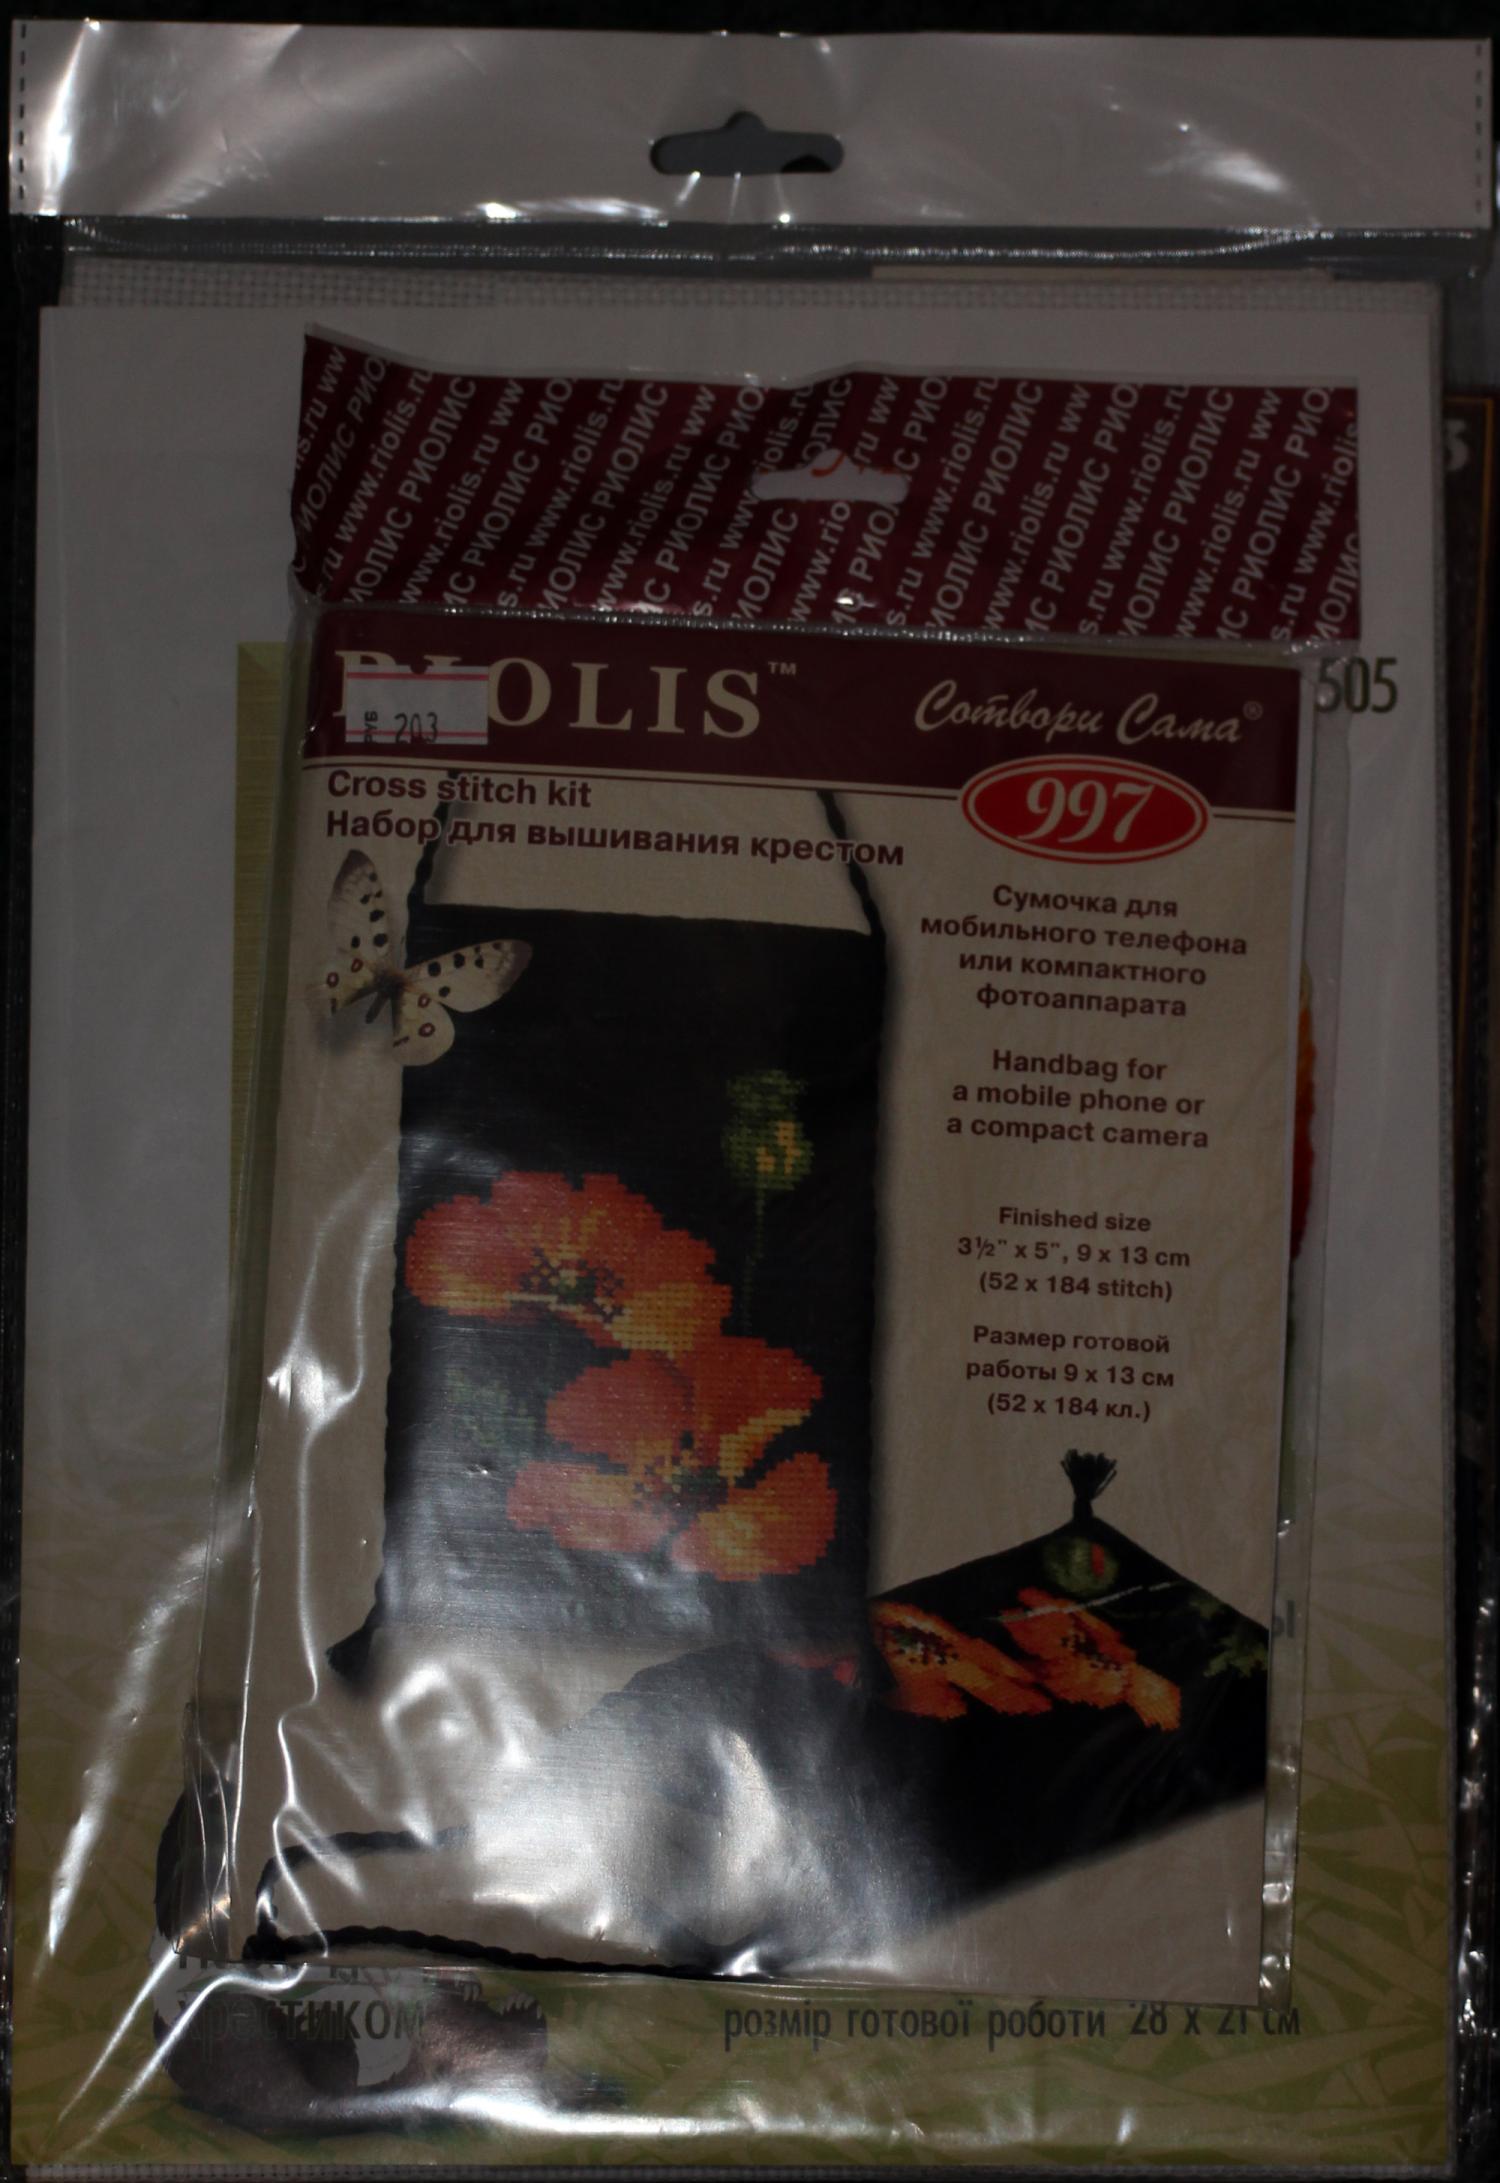 www.riolis.ru РИОЛИС РИОЛИС
505
RIOLIS™
РУБ 203
Сотвори Сама®
997
Cross stitch kit
Набор для вышивания крестом
Сумочка для
мобильного телефона
или компактного
фотоаппарата
Handbag for
a mobile phone or
a compact camera
Finished size
3½" x 5", 9 x 13 cm
(52 x 184 stitch)
Размер готовой
работы 9 x 13 см
(52 x 184 кл.)
хрестиком
розмір готової роботи 28 x 21 см